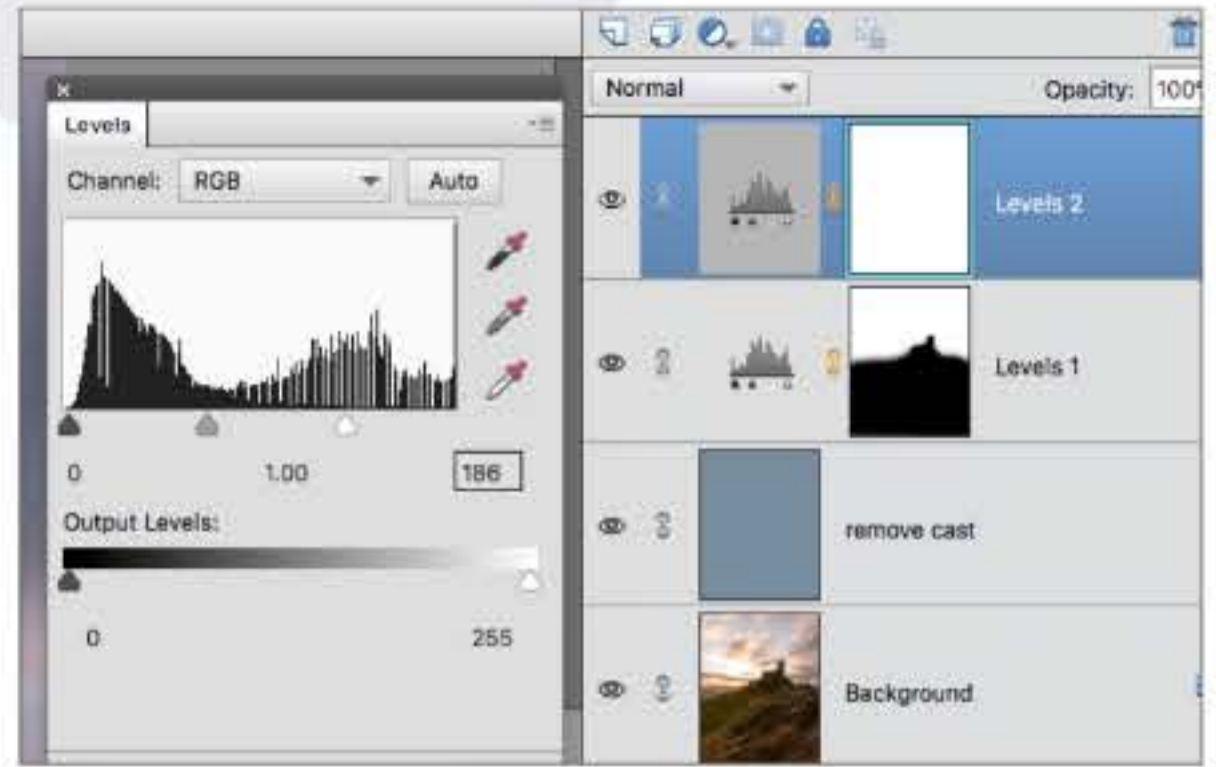 Levels
Channel: RGB Auto
0 1.00 186
Output Levels:
0 255
Normal Opacity: 100%
Levels 2
Levels 1
remove cast
Background